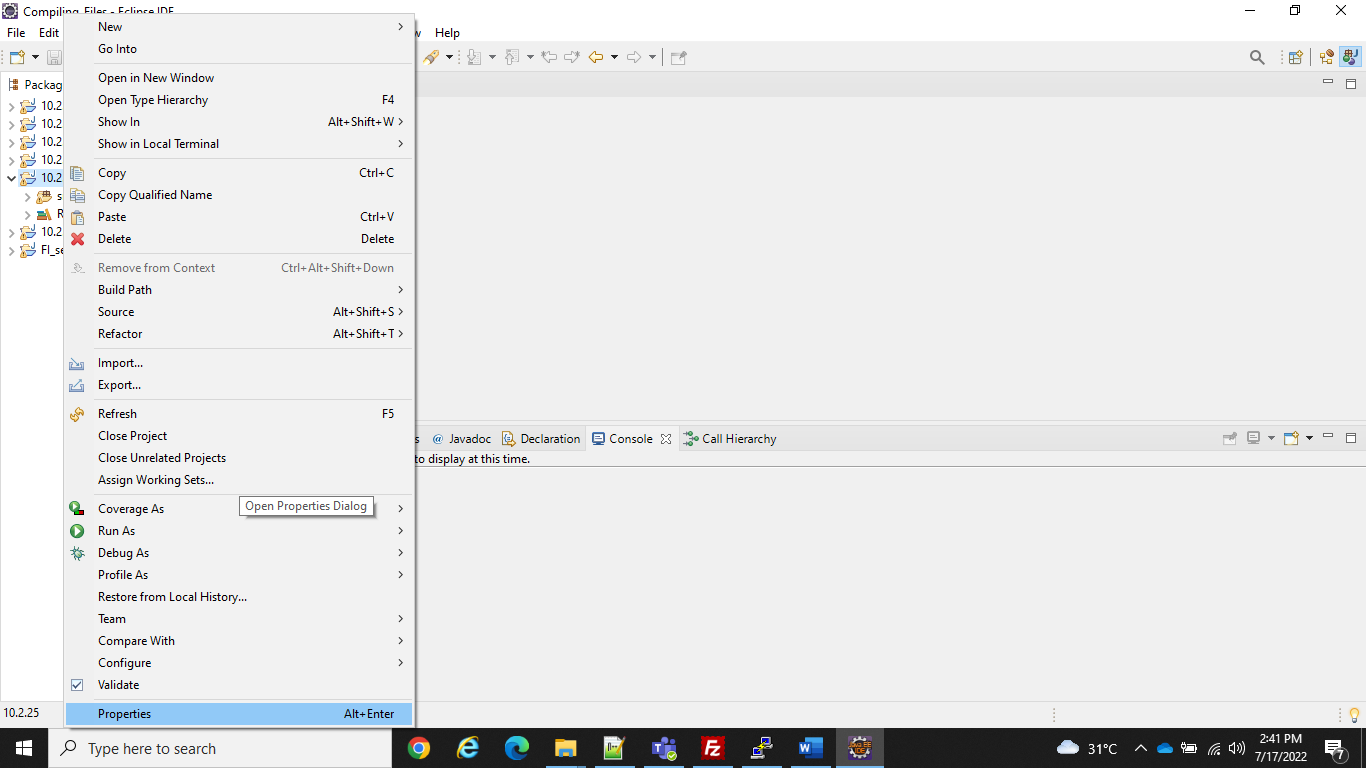 Compiling_Files - Eclipse IDE
File Edit Help
Packag
10.2
10.2
10.2
10.2
10.2
s
R
10.2
FI_se
New
Go Into
Open in New Window
Open Type Hierarchy F4
Show In Alt+Shift+W
Show in Local Terminal
Copy Ctrl+C
Copy Qualified Name
Paste Ctrl+V
Delete Delete
Remove from Context Ctrl+Alt+Shift+Down
Build Path
Source Alt+Shift+S
Refactor Alt+Shift+T
Import...
Export...
Refresh F5
Close Project
Close Unrelated Projects
Assign Working Sets...
Open Properties Dialog
Coverage As
Run As
Debug As
Profile As
Restore from Local History...
Team
Compare With
Configure
Validate
Properties Alt+Enter
s @ Javadoc Declaration Console Call Hierarchy
to display at this time.
10.2.25
Type here to search
31°C
2:41 PM
7/17/2022
7